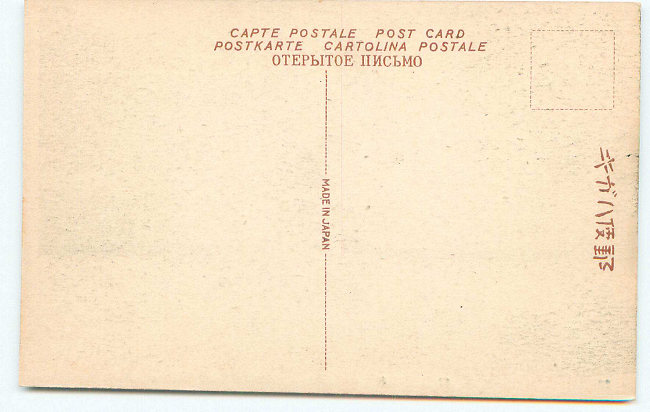 CAPTE POSTALE POST CARD
POSTKARTE CARTOLINA POSTALE
ОТЕРЫТОЕ ПИСЬМО
MADE IN JAPAN
郵便ハガキ